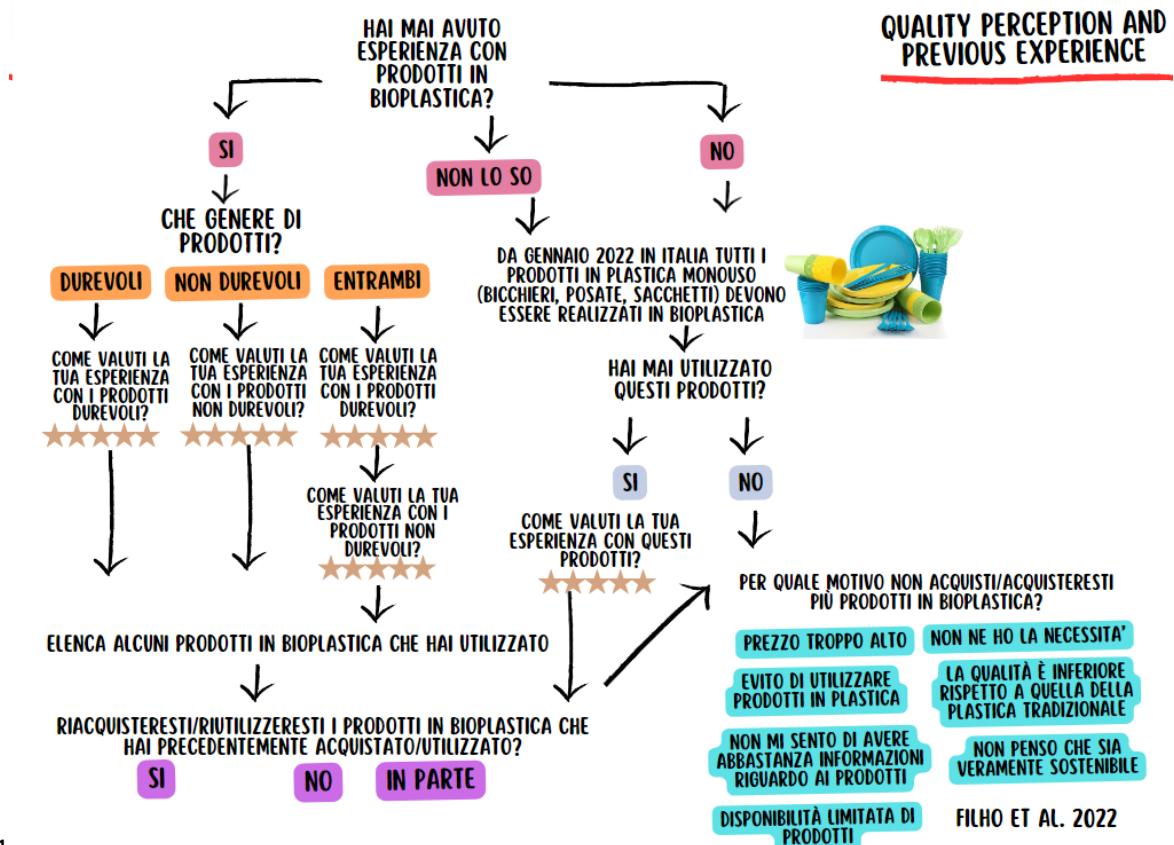 QUALITY PERCEPTION AND
PREVIOUS EXPERIENCE
HAI MAI AVUTO
ESPERIENZA CON
PRODOTTI IN
BIOPLASTICA?
SI
NON LO SO
NO
CHE GENERE DI
PRODOTTI?
DUREVOLI
NON DUREVOLI
ENTRAMBI
COME VALUTI LA
TUA ESPERIENZA
CON I PRODOTTI
DUREVOLI?
COME VALUTI LA
TUA ESPERIENZA
CON I PRODOTTI
NON DUREVOLI?
COME VALUTI LA
TUA ESPERIENZA
CON I PRODOTTI
DUREVOLI?
COME VALUTI LA TUA
ESPERIENZA CON I
PRODOTTI NON
DUREVOLI?
DA GENNAIO 2022 IN ITALIA TUTTI I
PRODOTTI IN PLASTICA MONOUSO
(BICCHIERI, POSATE, SACCHETTI) DEVONO
ESSERE REALIZZATI IN BIOPLASTICA
HAI MAI UTILIZZATO
QUESTI PRODOTTI?
SI
NO
COME VALUTI LA TUA
ESPERIENZA CON QUESTI
PRODOTTI?
ELENCA ALCUNI PRODOTTI IN BIOPLASTICA CHE HAI UTILIZZATO
RIACQUISTERESTI/RIUTILIZZERESTI I PRODOTTI IN BIOPLASTICA CHE
HAI PRECEDENTEMENTE ACQUISTATO/UTILIZZATO?
SI
NO
IN PARTE
PER QUALE MOTIVO NON ACQUISTI/ACQUISTERESTI
PIÙ PRODOTTI IN BIOPLASTICA?
PREZZO TROPPO ALTO
NON NE HO LA NECESSITA'
EVITO DI UTILIZZARE
PRODOTTI IN PLASTICA
LA QUALITÀ È INFERIORE
RISPETTO A QUELLA DELLA
PLASTICA TRADIZIONALE
NON MI SENTO DI AVERE
ABBASTANZA INFORMAZIONI
RIGUARDO AI PRODOTTI
NON PENSO CHE SIA
VERAMENTE SOSTENIBILE
DISPONIBILITÀ LIMITATA DI
PRODOTTI
FILHO ET AL. 2022